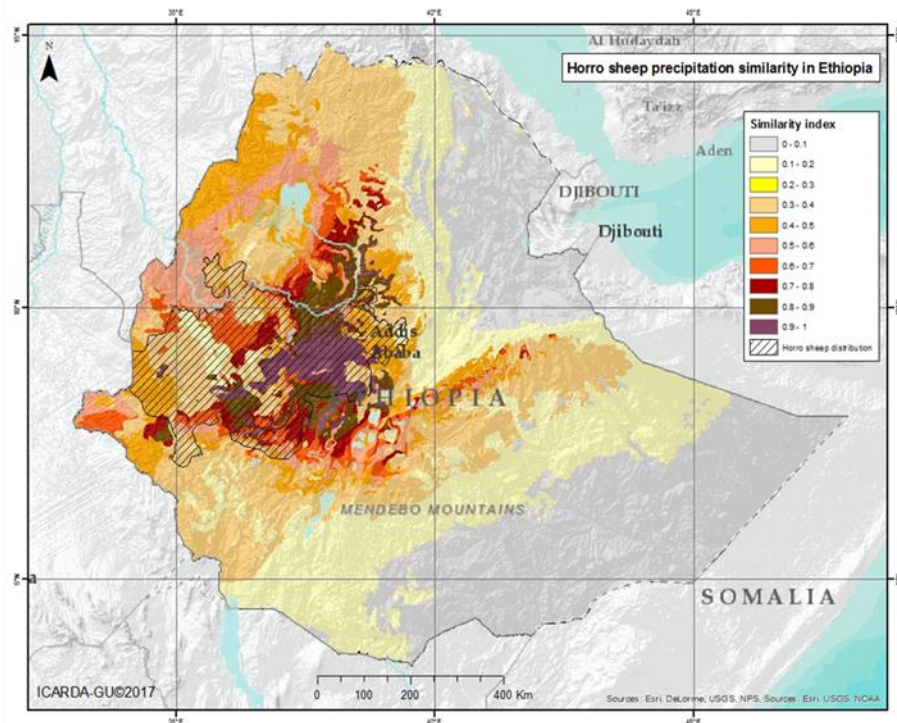 35°E 40°E 45°E
N
Al Hudaydah
Horro sheep precipitation similarity in Ethiopia
Ta'izz
Similarity index
0 - 0.1
0.1 - 0.2
0.2 - 0.3
0.3 - 0.4
0.4 - 0.5
0.5 - 0.6
0.6 - 0.7
0.7 - 0.8
0.8 - 0.9
0.9 - 1
Horro sheep distribution
Aden
DJIBOUTI
Djibouti
Addis
Ababa
ETHIOPIA
MENDEBO MOUNTAINS
SOMALIA
ICARDA-GU©2017
0 100 200 400 Km
Sources: Esri, DeLorme, USGS, NPS, Sources: Esri, USGS, NOAA